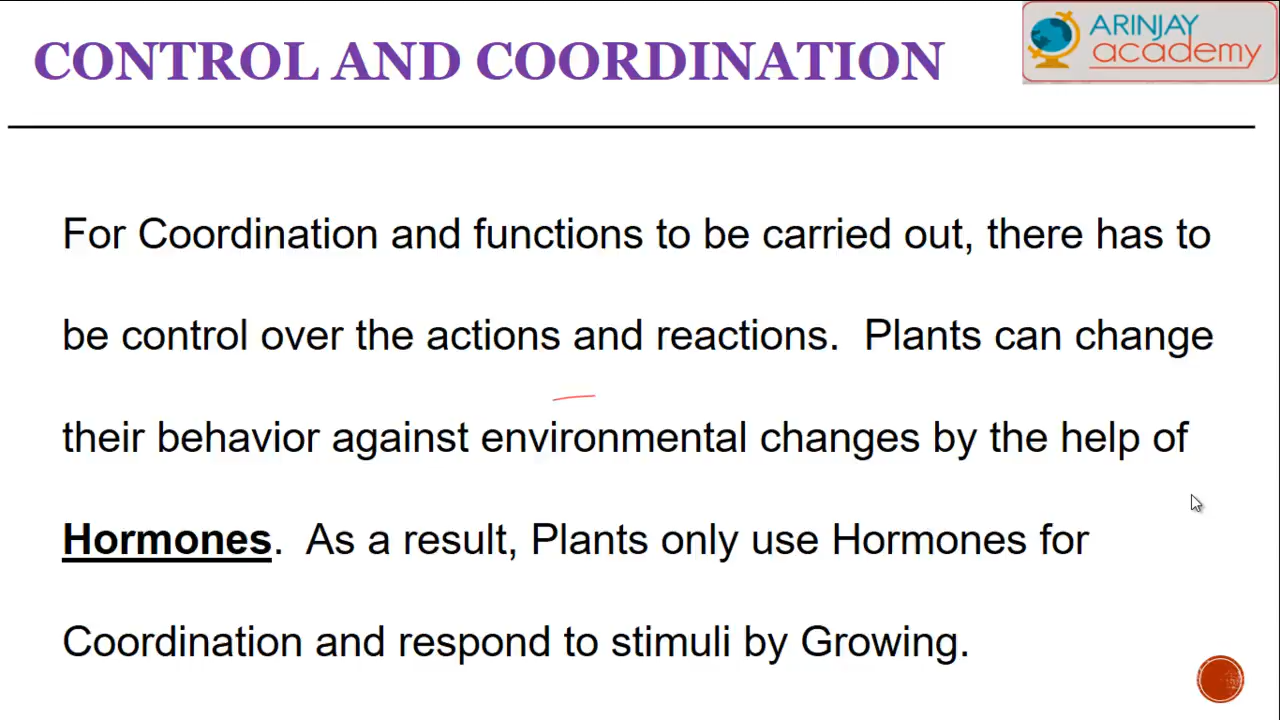 CONTROL AND COORDINATION
ARINJAY
academy
For Coordination and functions to be carried out, there has to
be control over the actions and reactions.  Plants can change
their behavior against environmental changes by the help of
Hormones.  As a result, Plants only use Hormones for
Coordination and respond to stimuli by Growing.